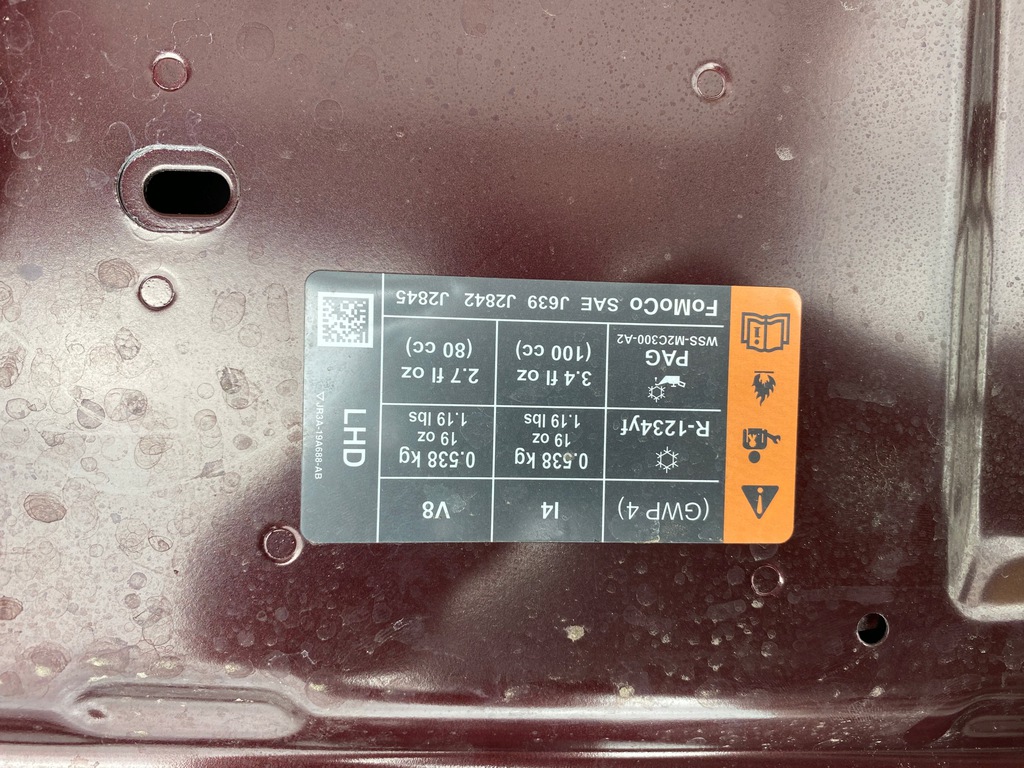 (GWP 4)
I4
V8
R-1234yf
0.538 kg
19 oz
1.19 lbs
0.538 kg
19 oz
1.19 lbs
PAG
WSS-M2C300-A2
3.4 fl oz
(100 cc)
2.7 fl oz
(80 cc)
FoMoCo SAE J639 J2842 J2845
LHD
JR3A-19A688-AB